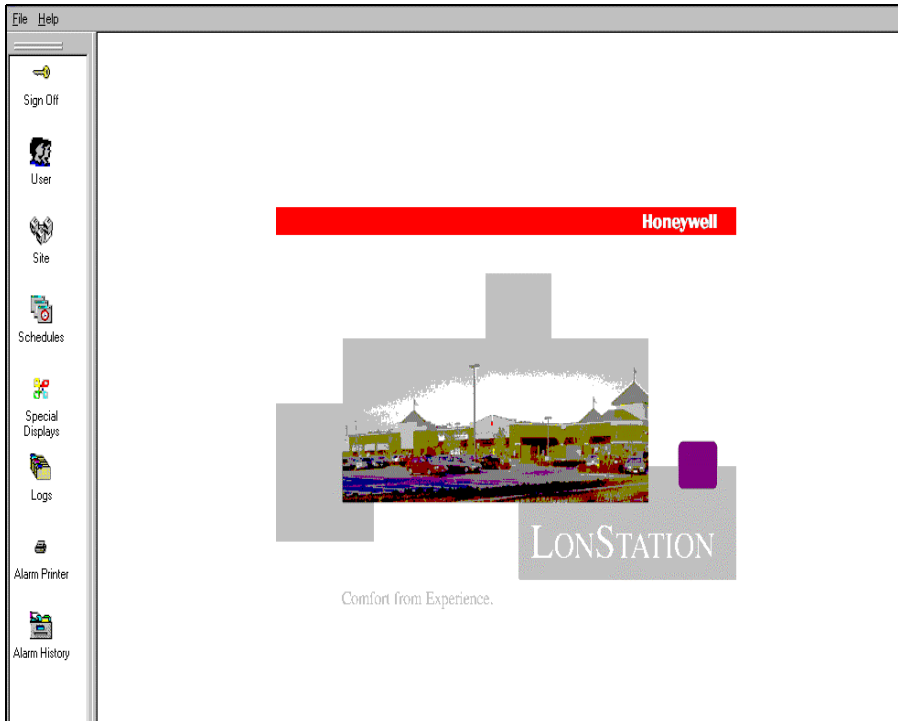 File Help
Sign Off
User
Site
Schedules
Special
Displays
Logs
Alarm Printer
Alarm History
Honeywell
LONSTATION
Comfort from Experience.